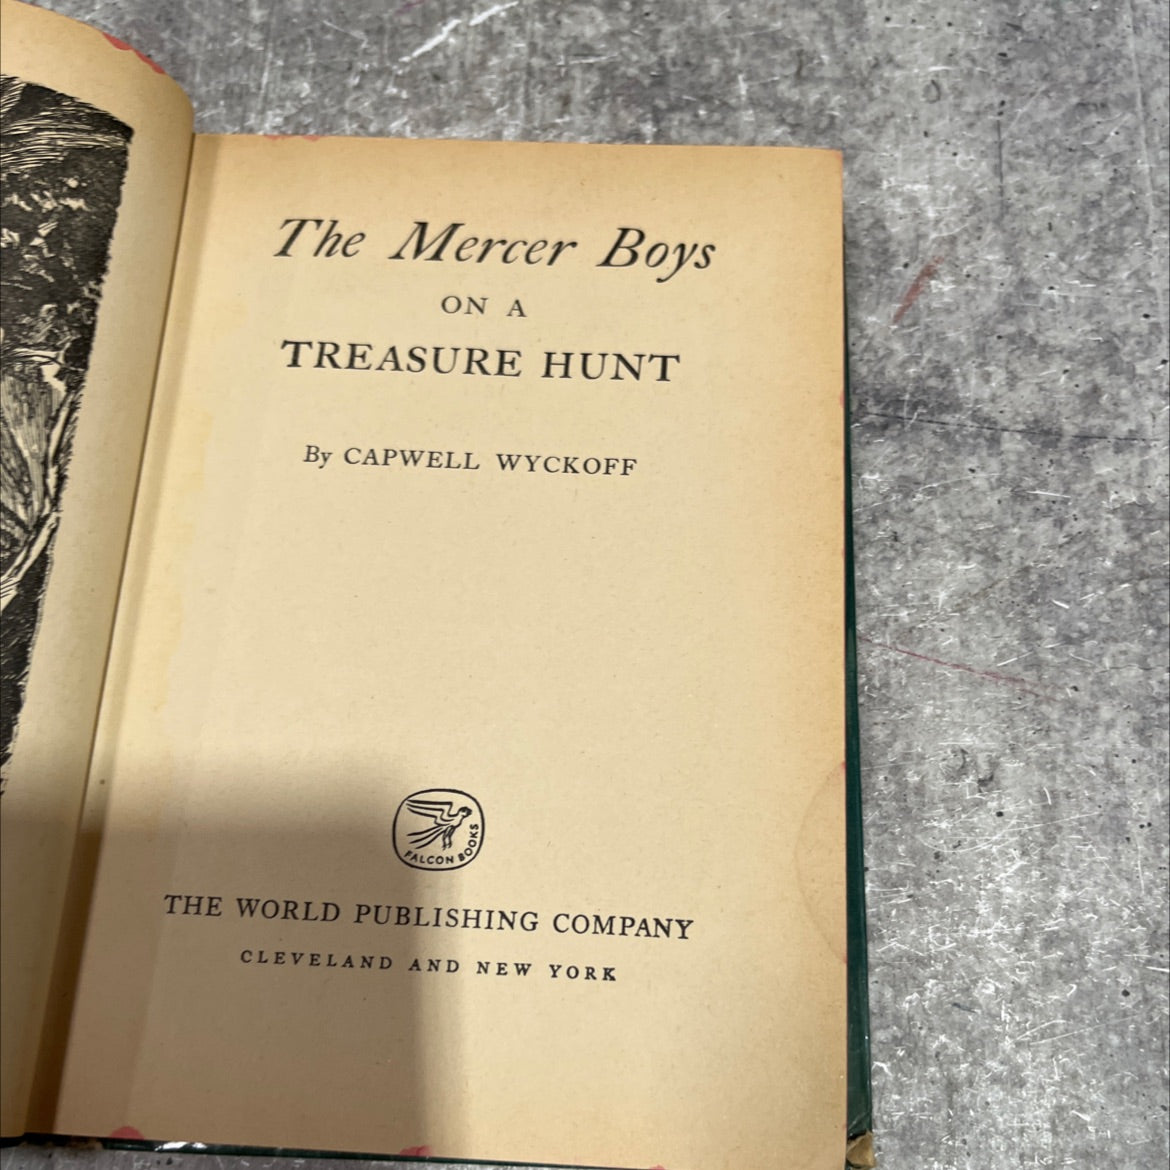 The Mercer Boys
ON A
TREASURE HUNT
By CAPWELL WYCKOFF
FALCON BOOKS
THE WORLD PUBLISHING COMPANY
CLEVELAND AND NEW YORK